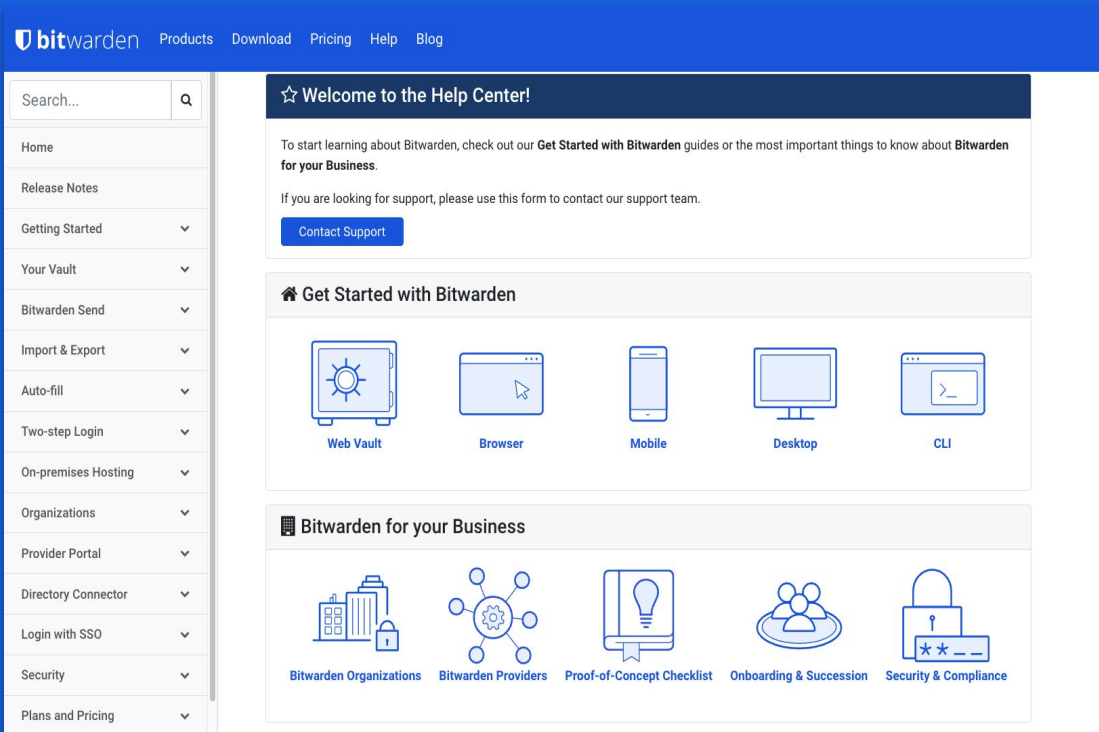 bitwarden Products Download Pricing Help Blog
Search...
Home
Release Notes
Getting Started
Your Vault
Bitwarden Send
Import & Export
Auto-fill
Two-step Login
On-premises Hosting
Organizations
Provider Portal
Directory Connector
Login with SSO
Security
Plans and Pricing
Welcome to the Help Center!
To start learning about Bitwarden, check out our Get Started with Bitwarden guides or the most important things to know about Bitwarden
for your Business.
If you are looking for support, please use this form to contact our support team.
Contact Support
Get Started with Bitwarden
Web Vault Browser Mobile Desktop CLI
Bitwarden for your Business
Bitwarden Organizations Bitwarden Providers Proof-of-Concept Checklist Onboarding & Succession Security & Compliance